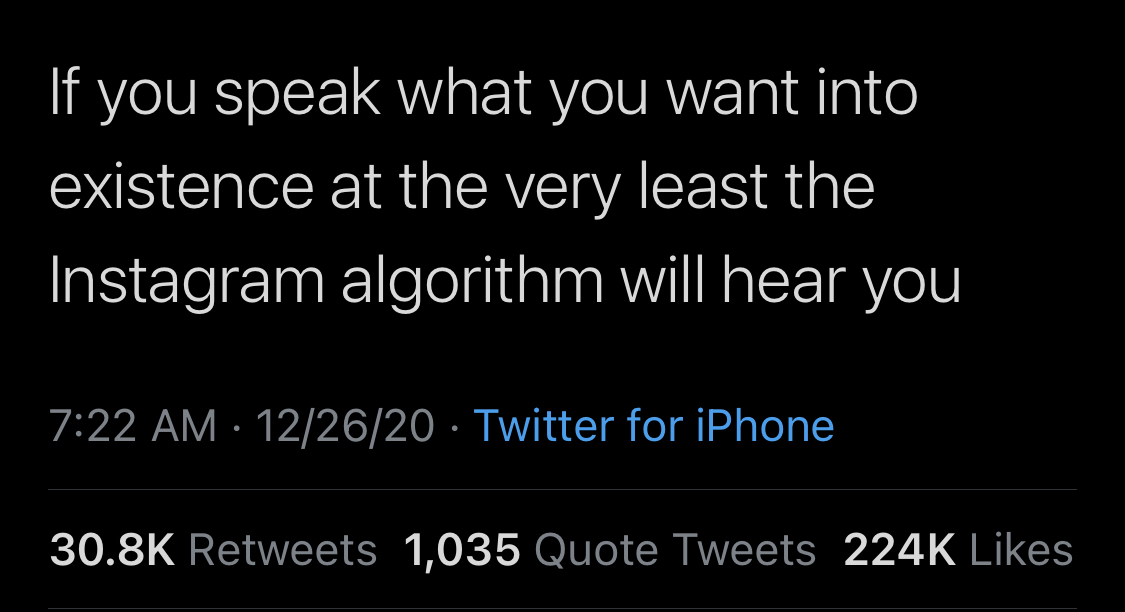 If you speak what you want into
existence at the very least the
Instagram algorithm will hear you
7:22 AM · 12/26/20 · Twitter for iPhone
30.8K Retweets 1,035 Quote Tweets 224K Likes